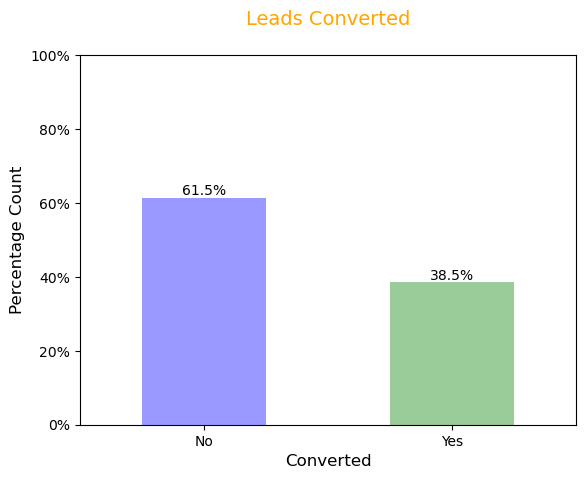 Leads Converted
100%
80%
60%
40%
20%
0%
Percentage Count
61.5%
38.5%
No
Yes
Converted